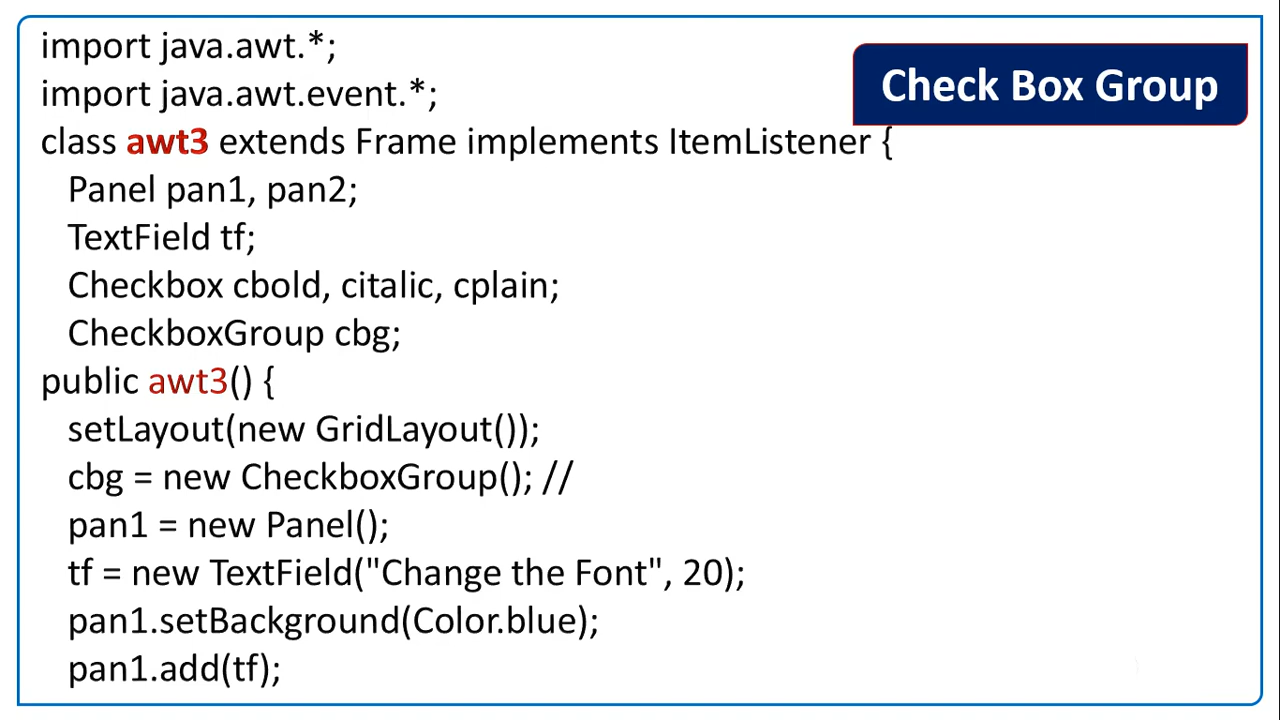 import java.awt.*;
Check Box Group
import java.awt.event.*;
class awt3 extends Frame implements ItemListener {
Panel pan1, pan2;
TextField tf;
Checkbox cbold, citalic, cplain;
CheckboxGroup cbg;
public awt3() {
setLayout(new GridLayout());
cbg = new CheckboxGroup(); //
pan1 = new Panel();
tf = new TextField("Change the Font", 20);
pan1.setBackground(Color.blue);
pan1.add(tf);